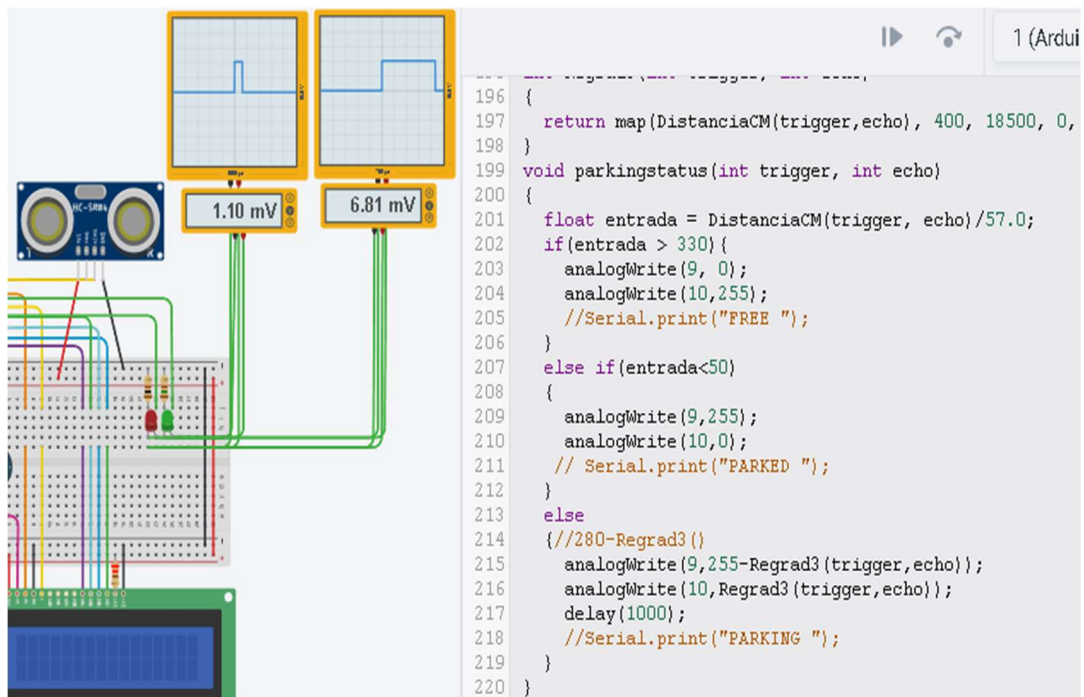 HC-SR04
1.10 mV
6.81 mV
1 (Ardui
196 {
197 return map(DistanciaCM(trigger,echo), 400, 18500, 0,
198 }
199 void parkingstatus(int trigger, int echo)
200 {
201 float entrada = DistanciaCM(trigger, echo)/57.0;
202 if(entrada > 330){
203 analogWrite(9, 0);
204 analogWrite(10,255);
205 //Serial.print("FREE ");
206 }
207 else if(entrada<50)
208 {
209 analogWrite(9,255);
210 analogWrite(10,0);
211 // Serial.print("PARKED ");
212 }
213 else
214 {//280-Regrad3()
215 analogWrite(9,255-Regrad3(trigger,echo));
216 analogWrite(10,Regrad3(trigger,echo));
217 delay(1000);
218 //Serial.print("PARKING ");
219 }
220 }